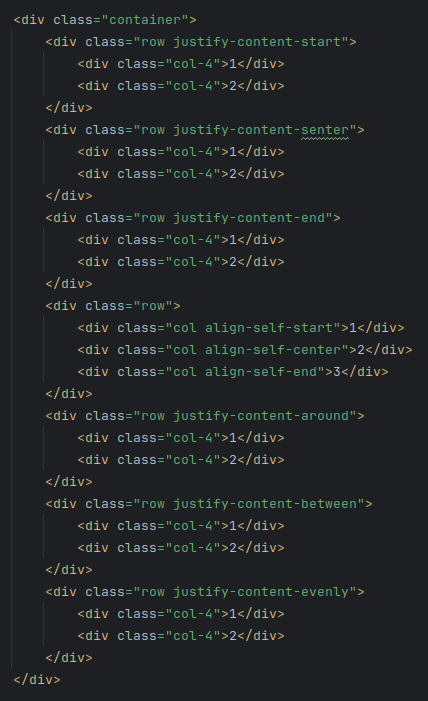 <div class="container">
    <div class="row justify-content-start">
        <div class="col-4">1</div>
        <div class="col-4">2</div>
    </div>
    <div class="row justify-content-senter">
        <div class="col-4">1</div>
        <div class="col-4">2</div>
    </div>
    <div class="row justify-content-end">
        <div class="col-4">1</div>
        <div class="col-4">2</div>
    </div>
    <div class="row">
        <div class="col align-self-start">1</div>
        <div class="col align-self-center">2</div>
        <div class="col align-self-end">3</div>
    </div>
    <div class="row justify-content-around">
        <div class="col-4">1</div>
        <div class="col-4">2</div>
    </div>
    <div class="row justify-content-between">
        <div class="col-4">1</div>
        <div class="col-4">2</div>
    </div>
    <div class="row justify-content-evenly">
        <div class="col-4">1</div>
        <div class="col-4">2</div>
    </div>
</div>